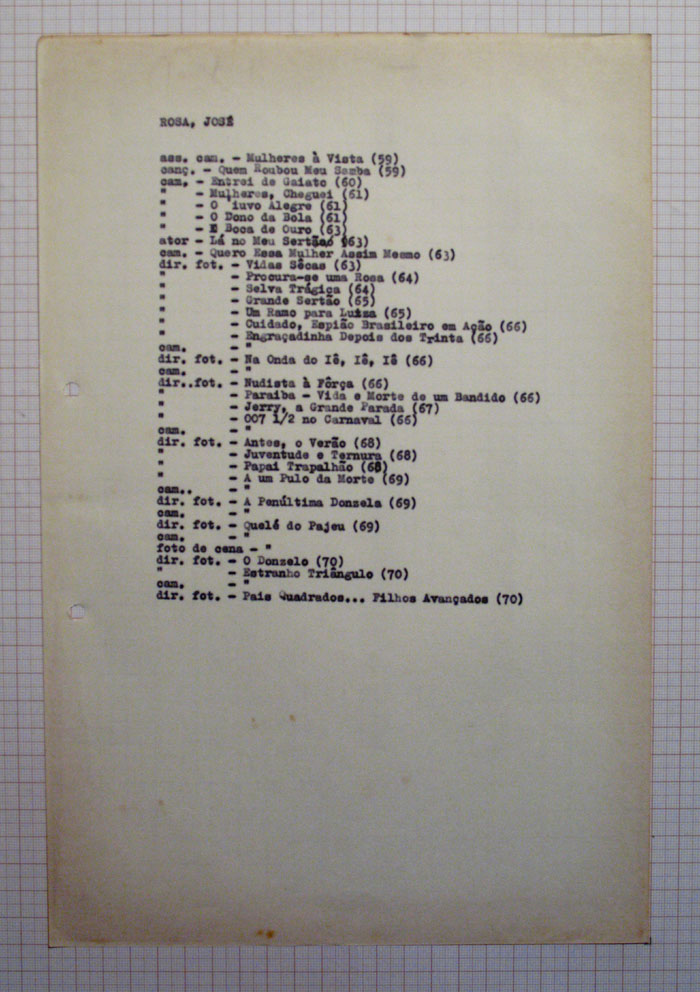 ROSA, JOSÉ
ass. cam. - Mulheres à Vista (59)
canç. - Quem Roubou Meu Samba (59)
cam. - Entrei de Gaiato (60)
" - Mulheres, Cheguei (61)
" - O iuvo Alegre (61)
" - O Dono da Bola (61)
" - Boca de Ouro (63)
ator - Lá no Meu Sertão (63)
cam. - Quero Essa Mulher Assim Mesmo (63)
dir. fot. - Vidas Sêcas (63)
" - Procura-se uma Rosa (64)
" - Selva Trágica (64)
" - Grande Sertão (65)
" - Um Ramo para Luisa (65)
" - Cuidado, Espião Brasileiro em Ação (66)
" - Engraçadinha Depois dos Trinta (66)
cam. - "
dir. fot. - Na Onda do Iê, Iê, Iê (66)
cam. - "
dir..fot. - Nudista à Fôrça (66)
" - Paraiba - Vida e Morte de um Bandido (66)
" - Jerry, a Grande Parada (67)
" - 007 1/2 no Carnaval (66)
cam. - "
dir. fot. - Antes, o Verão (68)
" - Juventude e Ternura (68)
" - Papai Trapalhão (68)
" - A um Pulo da Morte (69)
cam.. - "
dir. fot. - A Penúltima Donzela (69)
cam. - "
dir. fot. - Quelé do Pajeu (69)
cam. - "
foto de cena - "
dir. fot. - O Donzelo (70)
" - Estranho Triângulo (70)
cam. - "
dir. fot. - Pais Quadrados... Filhos Avançados (70)